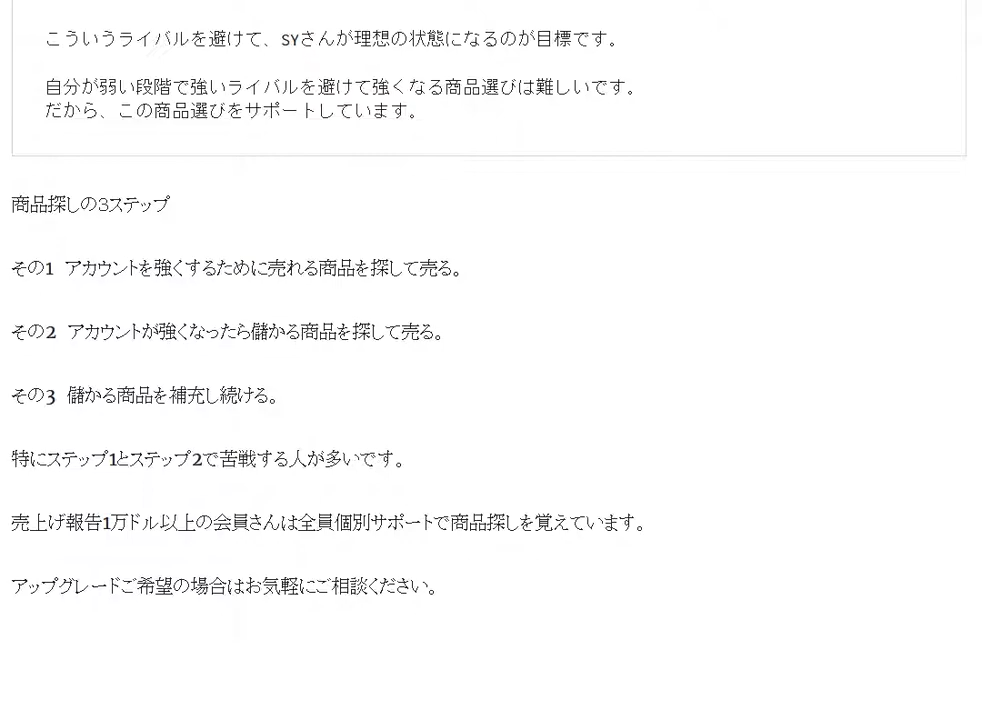 こういうライバルを避けて、SYさんが理想の状態になるのが目標です。
自分が弱い段階で強いライバルを避けて強くなる商品選びは難しいです。
だから、この商品選びをサポートしています。
商品探しの3ステップ
その1 アカウントを強くするために売れる商品を探して売る。
その2 アカウントが強くなったら儲かる商品を探して売る。
その3 儲かる商品を補充し続ける。
特にステップ1とステップ2で苦戦する人が多いです。
売上げ報告1万ドル以上の会員さんは全員個別サポートで商品探しを覚えています。
アップグレードご希望の場合はお気軽にご相談ください。